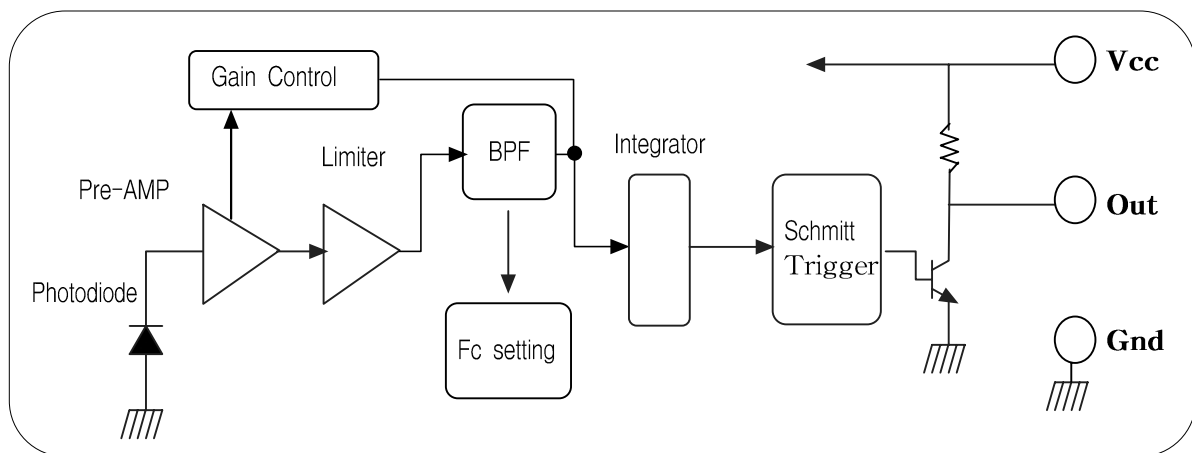 Gain Control
Vcc
Limiter
BPF
Integrator
Pre-AMP
Out
Schmitt
Trigger
Photodiode
Fc setting
Gnd